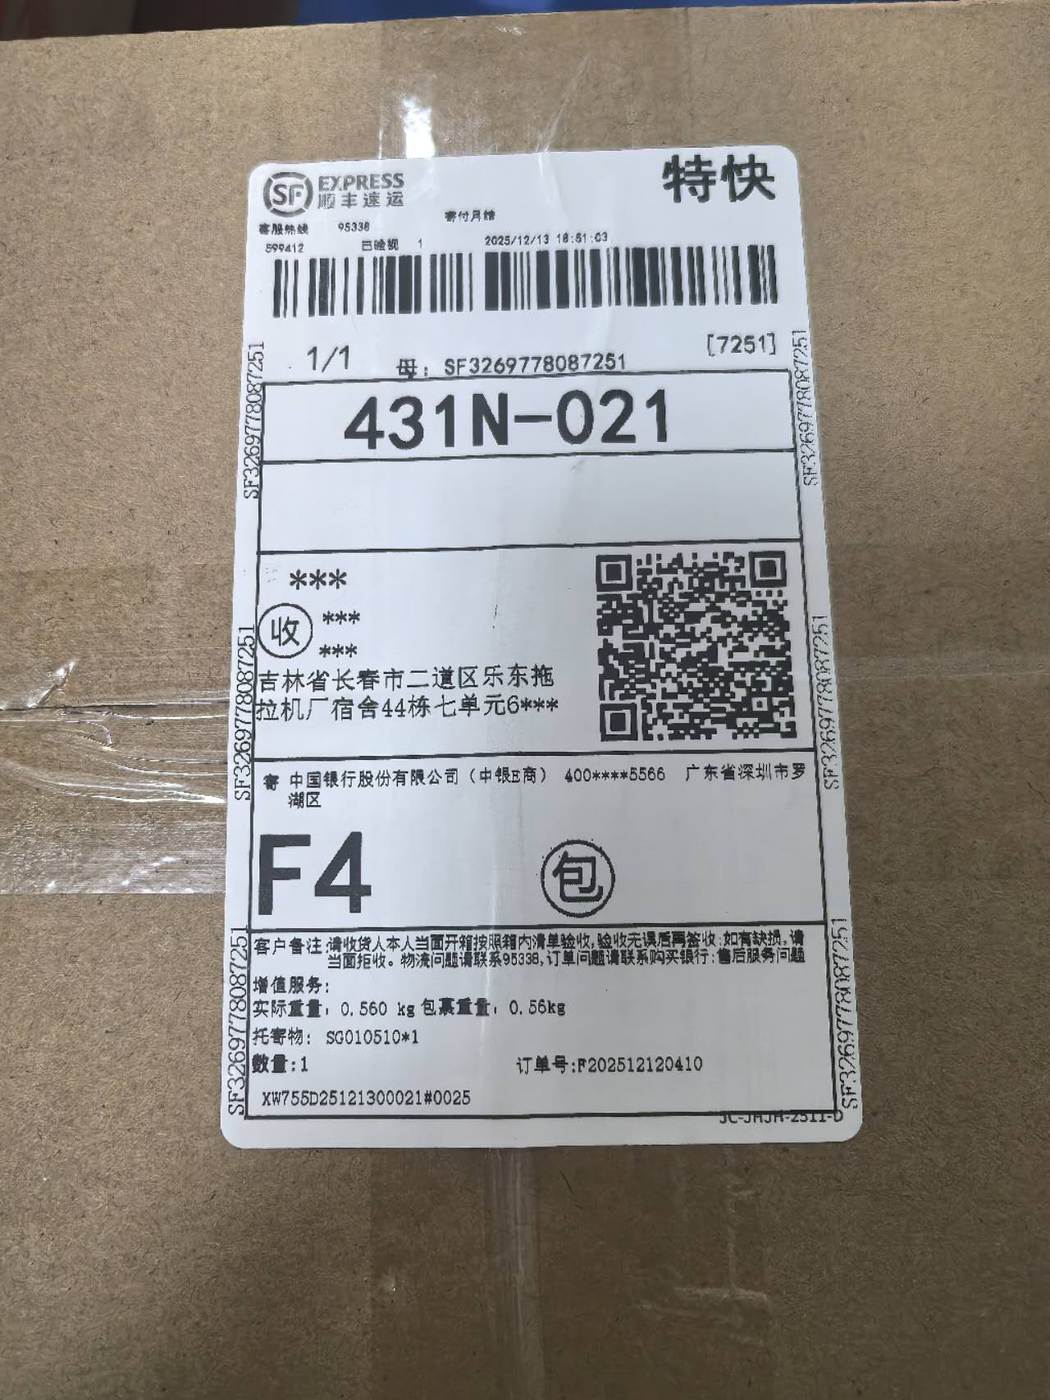 SF EXPRESS
顺丰速运
特快
寄付月结
客服热线 95338
599412 已验视 1 2025/12/13 18:51:03
[7251]
1/1 母: SF3269778087251
431N-021
***
收 ***
***
吉林省长春市二道区乐东拖
拉机厂宿舍44栋七单元6***
寄 中国银行股份有限公司（中银E商） 400****5566 广东省深圳市罗
湖区
F4 包
客户备注:请收货人本人当面开箱按照箱内清单验收,验收无误后再签收;如有缺损,请
当面拒收。物流问题请联系95338,订单问题请联系购买银行;售后服务问题
增值服务:
实际重量: 0.560 kg 包裹重量: 0.56kg
托寄物: SG010510*1
数量:1 订单号:F202512120410
XW755D25121300021#0025
SF3269778087251
SF3269778087251
SF3269778087251
SF3269778087251
SF3269778087251
SF3269778087251